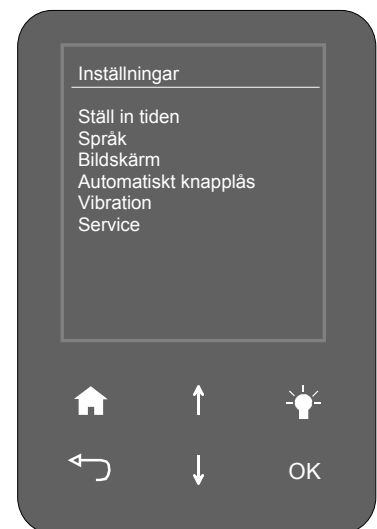 Inställningar
Ställ in tiden
Språk
Bildskärm
Automatiskt knapplås
Vibration
Service
OK